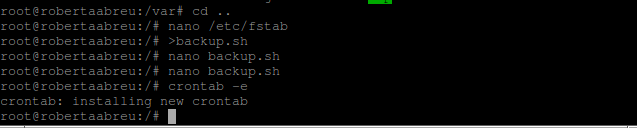 root@robertaabreu:/var# cd ..
root@robertaabreu:/# nano /etc/fstab
root@robertaabreu:/# >backup.sh
root@robertaabreu:/# nano backup.sh
root@robertaabreu:/# nano backup.sh
root@robertaabreu:/# crontab -e
crontab: installing new crontab
root@robertaabreu:/#